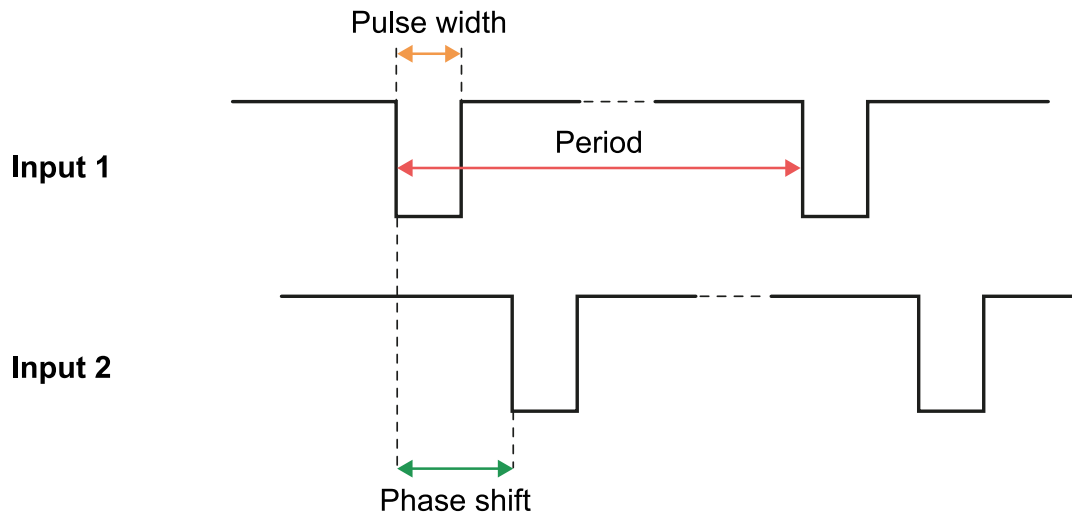 Pulse width
Period
Input 1
Input 2
Phase shift